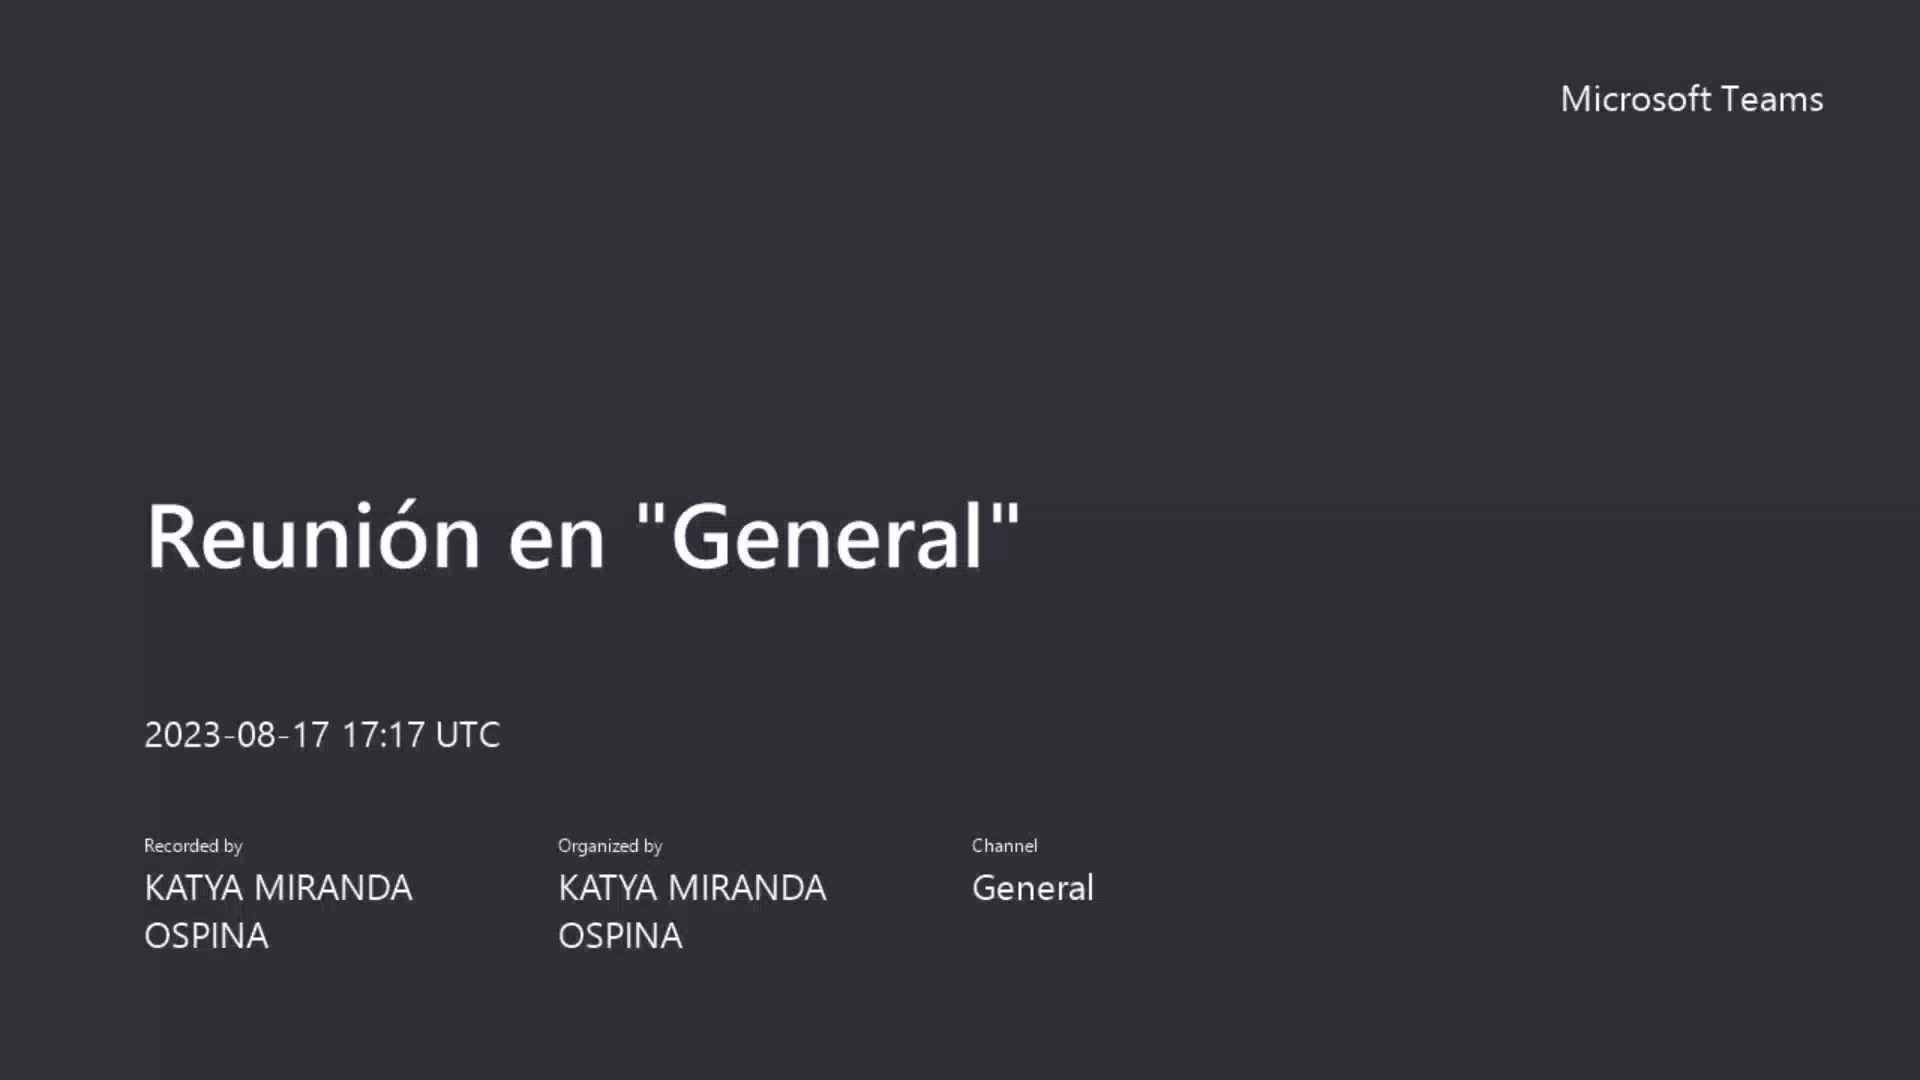 Microsoft Teams
Reunión en "General"
2023-08-17 17:17 UTC
Recorded by
KATYA MIRANDA
OSPINA
Organized by
KATYA MIRANDA
OSPINA
Channel
General